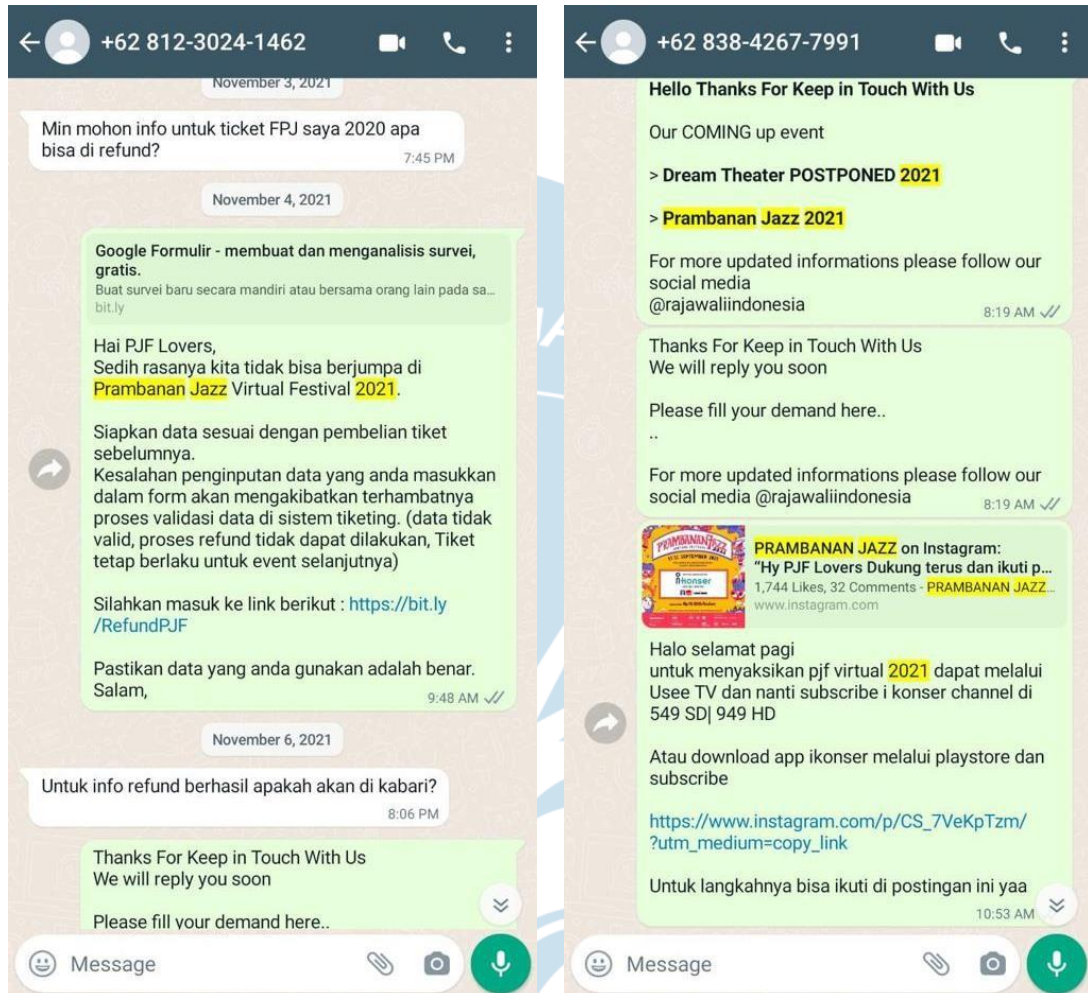 +62 812-3024-1462
November 3, 2021
Min mohon info untuk ticket FPJ saya 2020 apa
bisa di refund?
7:45 PM
November 4, 2021
Google Formulir - membuat dan menganalisis survei,
gratis.
Buat survei baru secara mandiri atau bersama orang lain pada sa...
bit.ly
Hai PJF Lovers,
Sedih rasanya kita tidak bisa berjumpa di
Prambanan Jazz Virtual Festival 2021.
Siapkan data sesuai dengan pembelian tiket
sebelumnya.
Kesalahan penginputan data yang anda masukkan
dalam form akan mengakibatkan terhambatnya
proses validasi data di sistem tiketing. (data tidak
valid, proses refund tidak dapat dilakukan, Tiket
tetap berlaku untuk event selanjutnya)
Silahkan masuk ke link berikut : https://bit.ly
/RefundPJF
Pastikan data yang anda gunakan adalah benar.
Salam,
9:48 AM
November 6, 2021
Untuk info refund berhasil apakah akan di kabari?
8:06 PM
Thanks For Keep in Touch With Us
We will reply you soon
Please fill your demand here..
Message
+62 838-4267-7991
Hello Thanks For Keep in Touch With Us
Our COMING up event
> Dream Theater POSTPONED 2021
> Prambanan Jazz 2021
For more updated informations please follow our
social media
@rajawaliindonesia
8:19 AM
Thanks For Keep in Touch With Us
We will reply you soon
Please fill your demand here..
..
For more updated informations please follow our
social media @rajawaliindonesia
8:19 AM
PRAMBANAN JAZZ
konser
PRAMBANAN JAZZ on Instagram:
"Hy PJF Lovers Dukung terus dan ikuti p...
1,744 Likes, 32 Comments - PRAMBANAN JAZZ...
www.instagram.com
Halo selamat pagi
untuk menyaksikan pjf virtual 2021 dapat melalui
Usee TV dan nanti subscribe i konser channel di
549 SD| 949 HD
Atau download app ikonser melalui playstore dan
subscribe
https://www.instagram.com/p/CS_7VeKpTzm/
?utm_medium=copy_link
Untuk langkahnya bisa ikuti di postingan ini yaa
10:53 AM
Message